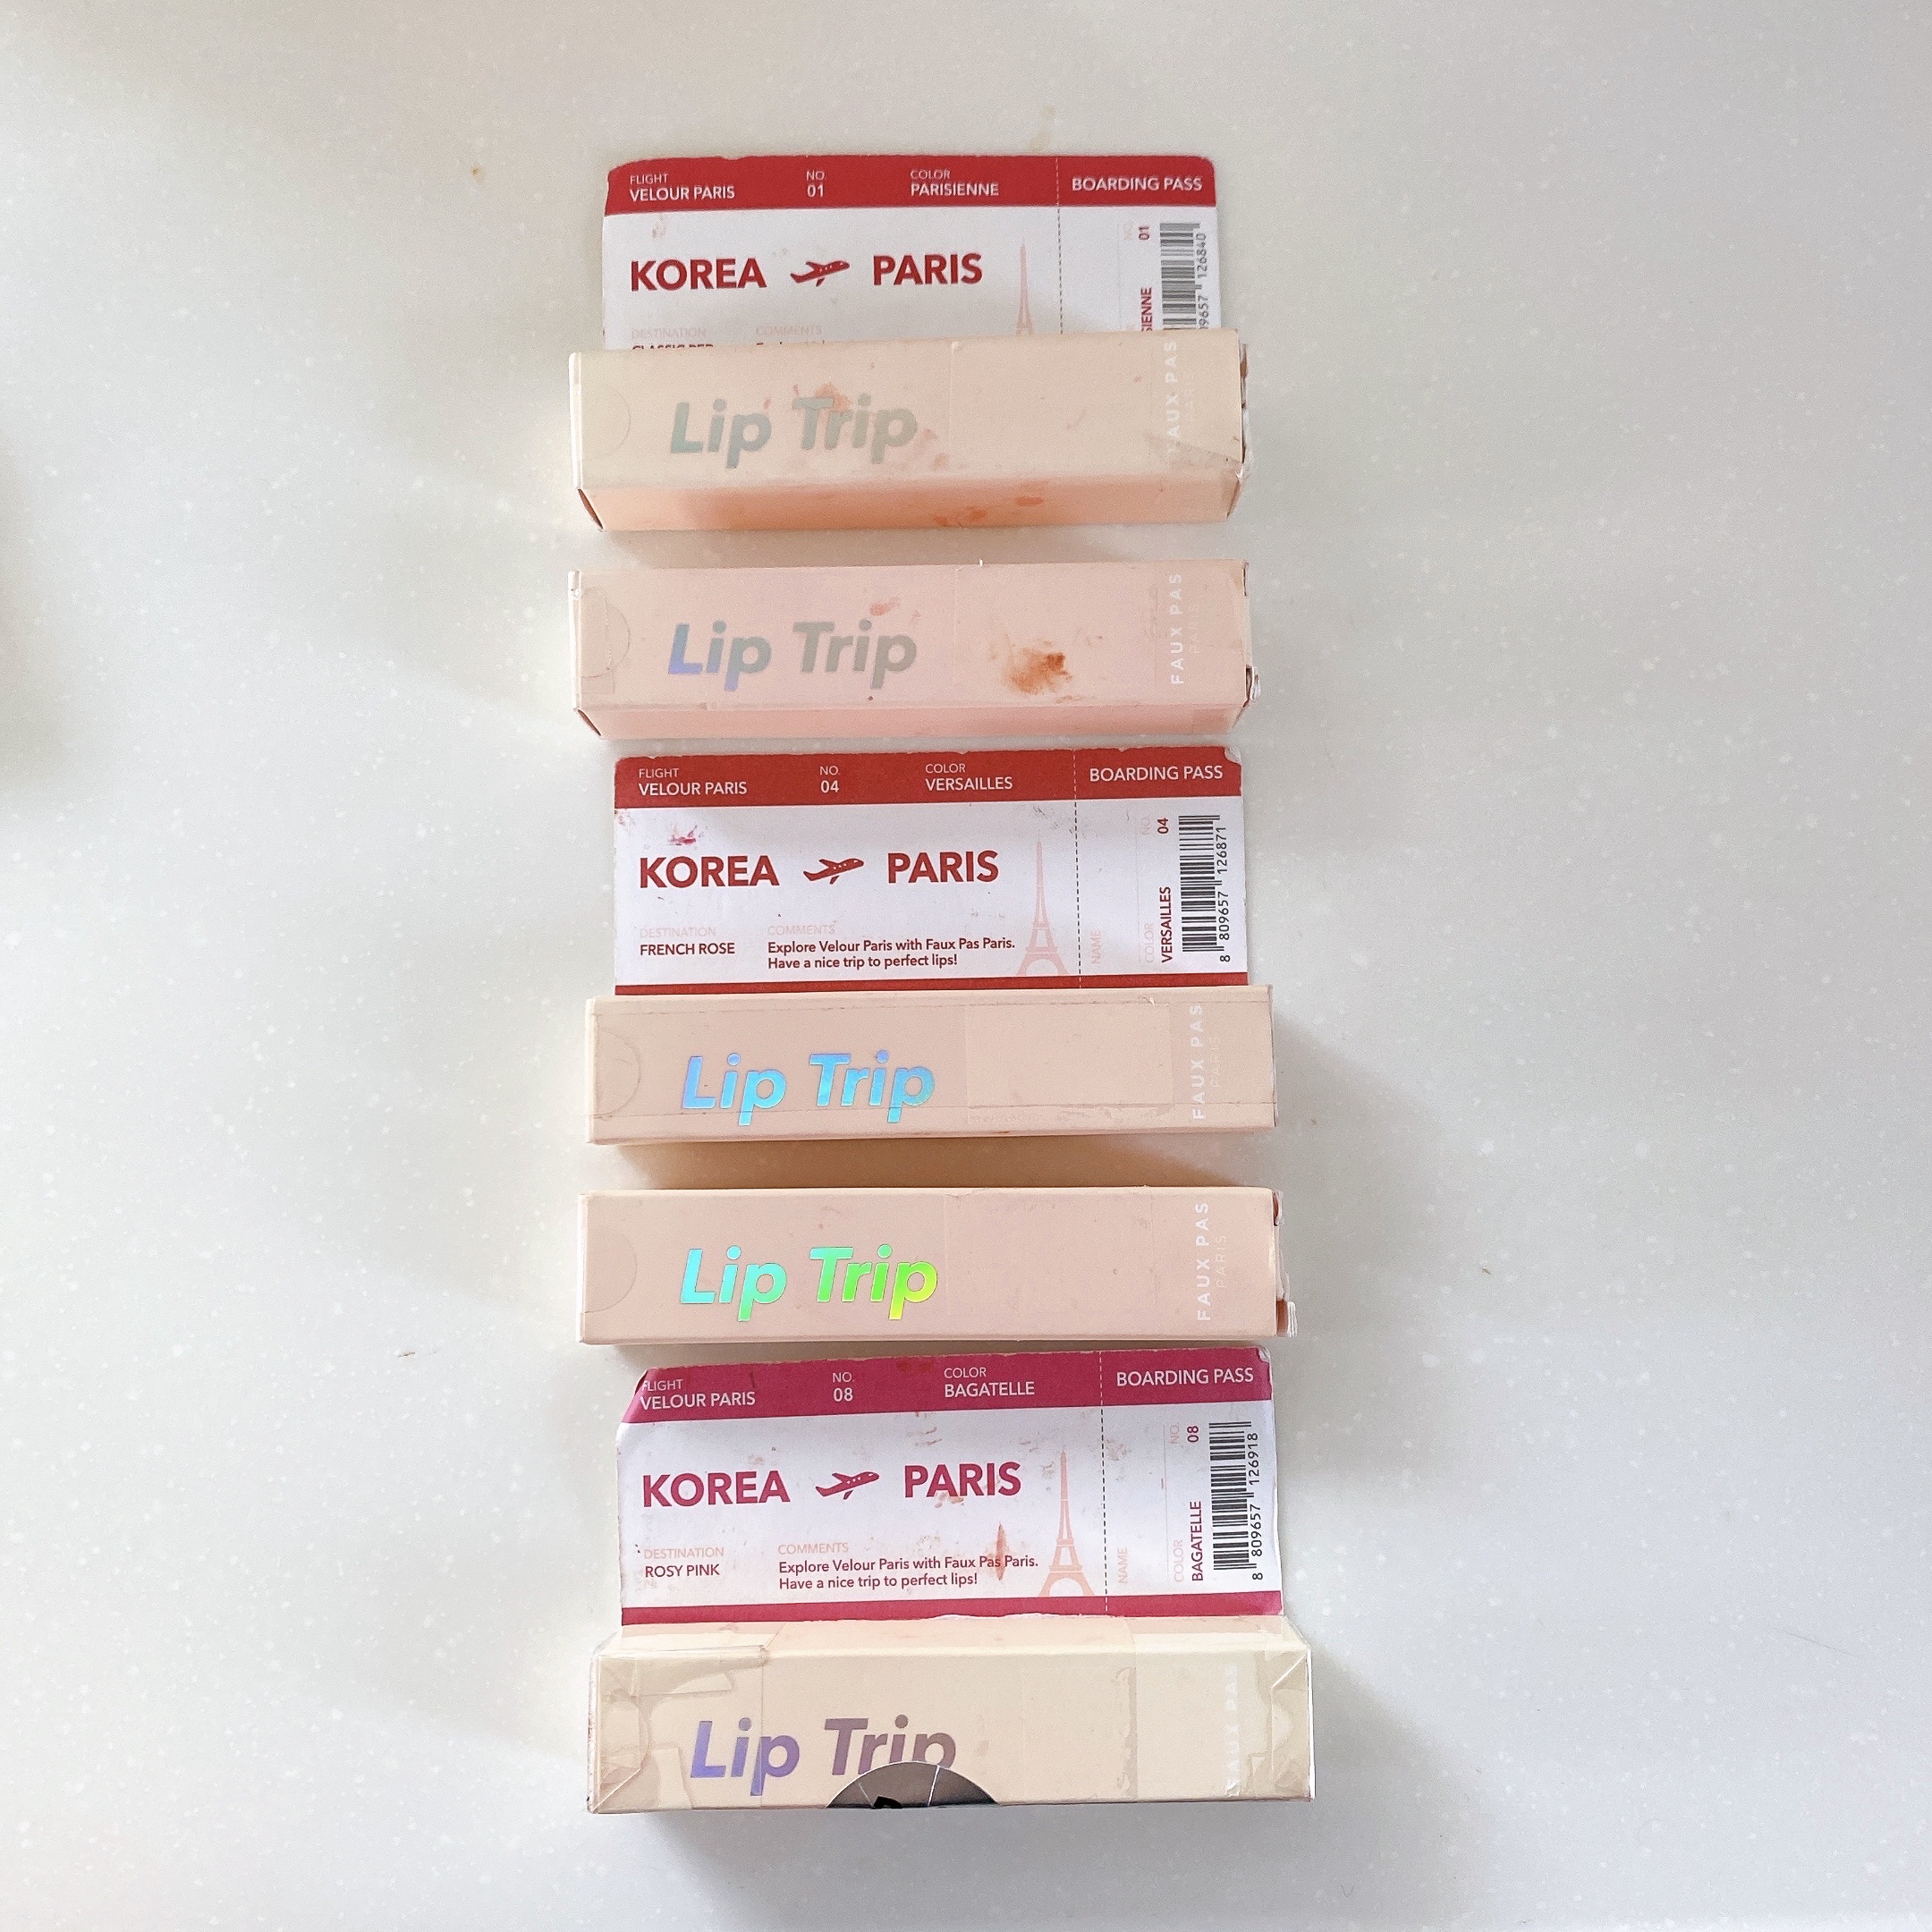 FLIGHT NO. COLOR
VELOUR PARIS 01 PARISIENNE BOARDING PASS
KOREA PARIS
NO. 01
126840
DESTINATION COMMENTS
CLASSIC RED
Lip Trip
FAUX PAS
Lip Trip
FAUX PAS
PARIS
FLIGHT NO. COLOR
VELOUR PARIS 04 VERSAILLES BOARDING PASS
KOREA PARIS
DESTINATION COMMENTS
FRENCH ROSE Explore Velour Paris with Faux Pas Paris.
Have a nice trip to perfect lips!
NAME
NO. 04
COLOR
VERSAILLES
8 809657 126871
Lip Trip
FAUX PAS
PARIS
Lip Trip
FAUX PAS
PARIS
FLIGHT NO. COLOR
VELOUR PARIS 08 BAGATELLE BOARDING PASS
KOREA PARIS
DESTINATION COMMENTS
ROSY PINK Explore Velour Paris with Faux Pas Paris.
Have a nice trip to perfect lips!
NAME
NO. 08
COLOR
BAGATELLE
8 809657 126918
Lip Trip
FAUX PAS